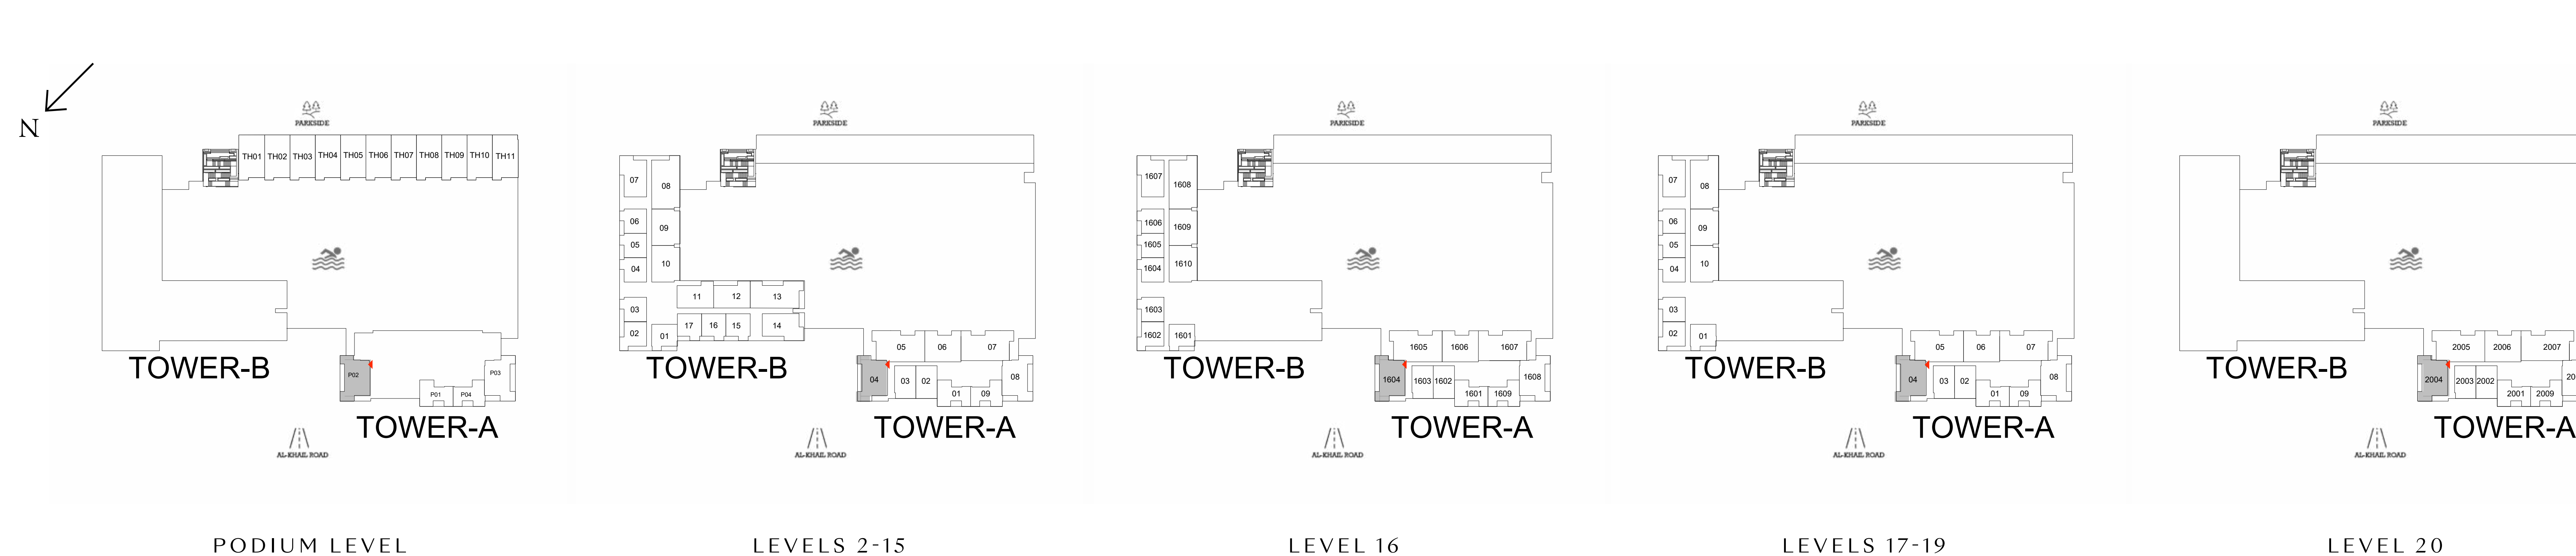 N
PARKSIDE
TH01 TH02 TH03 TH04 TH05 TH06 TH07 TH08 TH09 TH10 TH11
P02
P03
P01 P04
TOWER-B
TOWER-A
AL-KHAIL ROAD
PODIUM LEVEL
PARKSIDE
07 08
06 09
05
04 10
11 12 13
03
17 16 15 14
02 01
05 06 07
04 03 02 08
01 09
TOWER-B
TOWER-A
AL-KHAIL ROAD
LEVELS 2-15
PARKSIDE
1607 1608
1606 1609
1605
1604 1610
1603
1602 1601
1605 1606 1607
1604 1603 1602 1608
1601 1609
TOWER-B
TOWER-A
AL-KHAIL ROAD
LEVEL 16
PARKSIDE
07 08
06 09
05
04 10
03
02 01
05 06 07
04 03 02 08
01 09
TOWER-B
TOWER-A
AL-KHAIL ROAD
LEVELS 17-19
PARKSIDE
2005 2006 2007
2004 2003 2002 20
2001 2009
TOWER-B
TOWER-A
AL-KHAIL ROAD
LEVEL 20